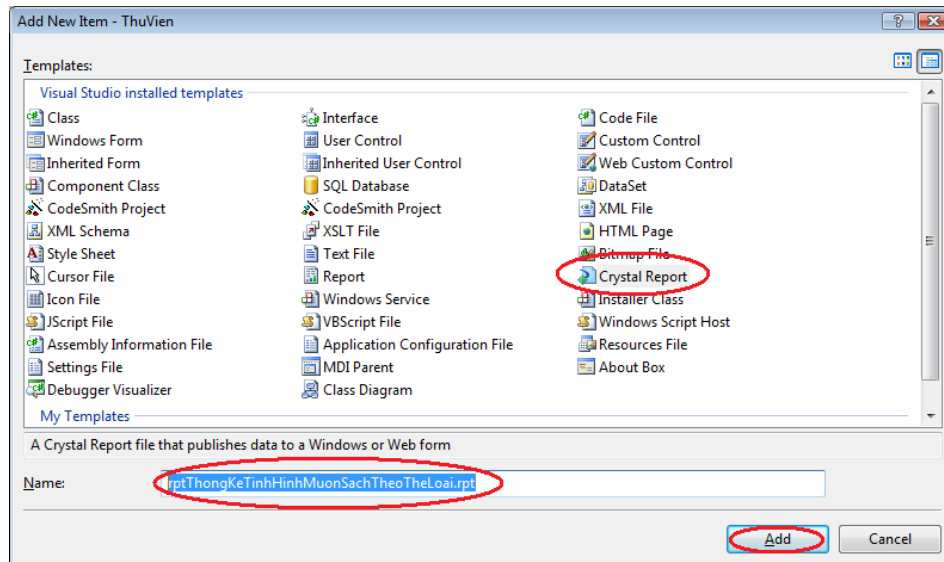 Add New Item - ThuVien
Templates:
Visual Studio installed templates
Class Interface Code File
Windows Form User Control Custom Control
Inherited Form Inherited User Control Web Custom Control
Component Class SQL Database DataSet
CodeSmith Project CodeSmith Project XML File
XML Schema XSLT File HTML Page
Style Sheet Text File Bitmap File
Cursor File Report Crystal Report
Icon File Windows Service Installer Class
JScript File VBScript File Windows Script Host
Assembly Information File Application Configuration File Resources File
Settings File MDI Parent About Box
Debugger Visualizer Class Diagram
My Templates
A Crystal Report file that publishes data to a Windows or Web form
Name: rptThongKeTinhHinhMuonSachTheoTheLoai.rpt
Add Cancel